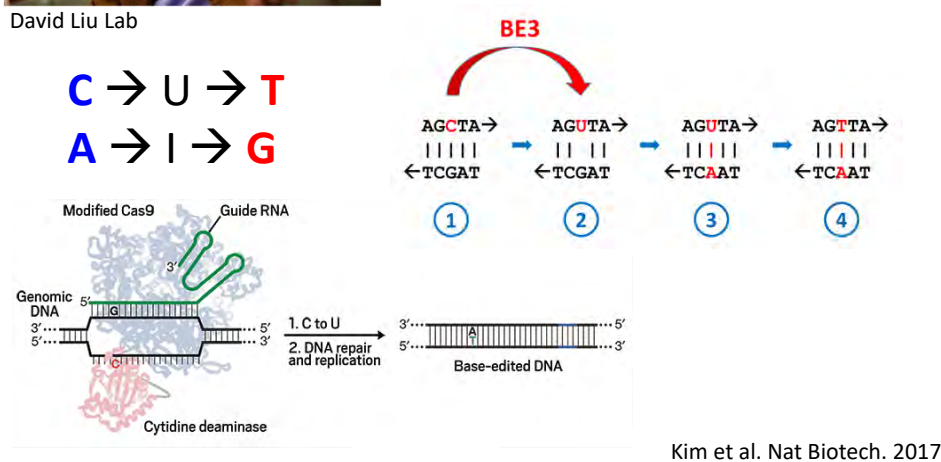 David Liu Lab
C → U → T
A → I → G
BE3
AGCTA→
←TCGAT
1
AGUTA→
←TCGAT
2
AGUTA→
←TCAAT
3
AGTTA→
←TCAAT
4
Modified Cas9
Guide RNA
3′
Genomic
DNA
5′
G
3′
5′
5′
3′
C
Cytidine deaminase
1. C to U
2. DNA repair
and replication
3′
5′
A
5′
3′
Base-edited DNA
Kim et al. Nat Biotech. 2017